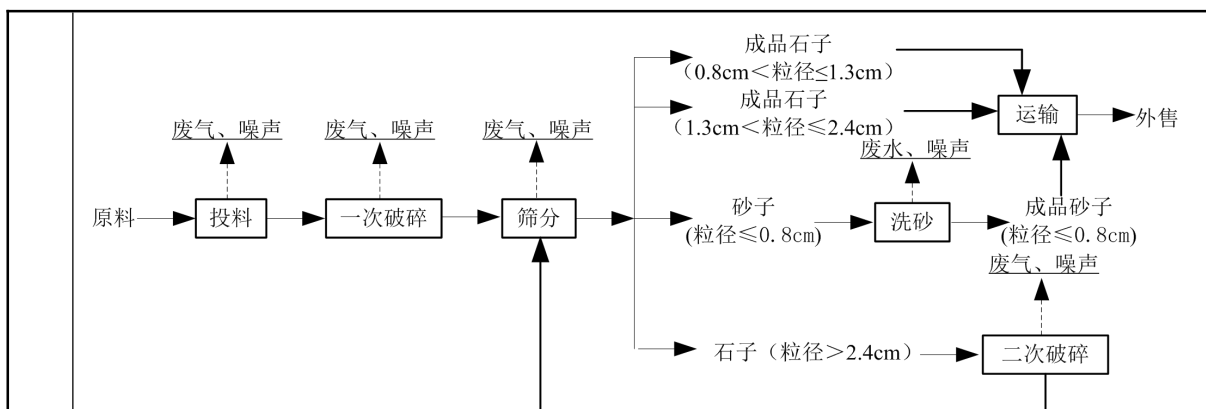 成品石子
（0.8cm＜粒径≤1.3cm）
成品石子
（1.3cm＜粒径≤2.4cm）
运输
外售
废气、噪声
废气、噪声
废气、噪声
废水、噪声
原料
投料
一次破碎
筛分
砂子
(粒径≤0.8cm)
洗砂
成品砂子
(粒径≤0.8cm)
废气、噪声
石子（粒径＞2.4cm）
二次破碎